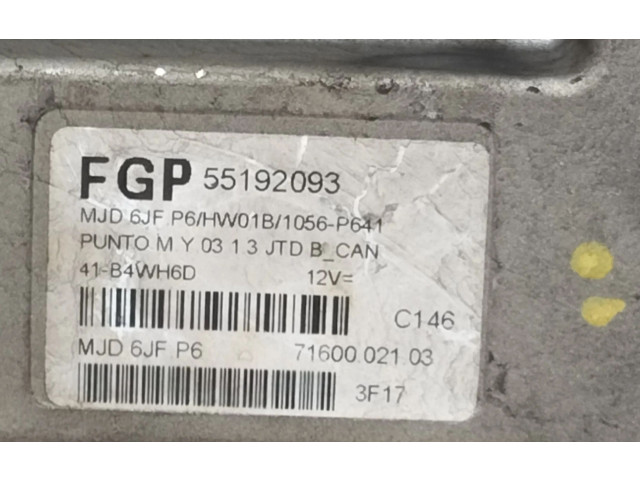 FGP 55192093
MJD 6JF.P6/HW01B/1056-P641
PUNTO M.Y.03 1.3 JTD B_CAN
41-B4WH6D 12V=
C146
MJD 6JF.P6 71600.021.03
3F17